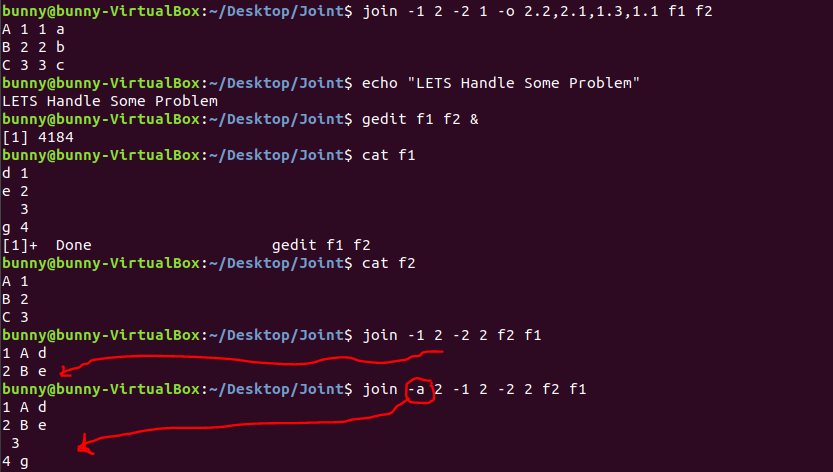 bunny@bunny-VirtualBox:~/Desktop/Joint$ join -1 2 -2 1 -o 2.2,2.1,1.3,1.1 f1 f2
A 1 1 a
B 2 2 b
C 3 3 c
bunny@bunny-VirtualBox:~/Desktop/Joint$ echo "LETS Handle Some Problem"
LETS Handle Some Problem
bunny@bunny-VirtualBox:~/Desktop/Joint$ gedit f1 f2 &
[1] 4184
bunny@bunny-VirtualBox:~/Desktop/Joint$ cat f1
d 1
e 2
  3
g 4
[1]+  Done                    gedit f1 f2
bunny@bunny-VirtualBox:~/Desktop/Joint$ cat f2
A 1
B 2
C 3
bunny@bunny-VirtualBox:~/Desktop/Joint$ join -1 2 -2 2 f2 f1
1 A d
2 B e
bunny@bunny-VirtualBox:~/Desktop/Joint$ join -a 2 -1 2 -2 2 f2 f1
1 A d
2 B e
 3
4 g